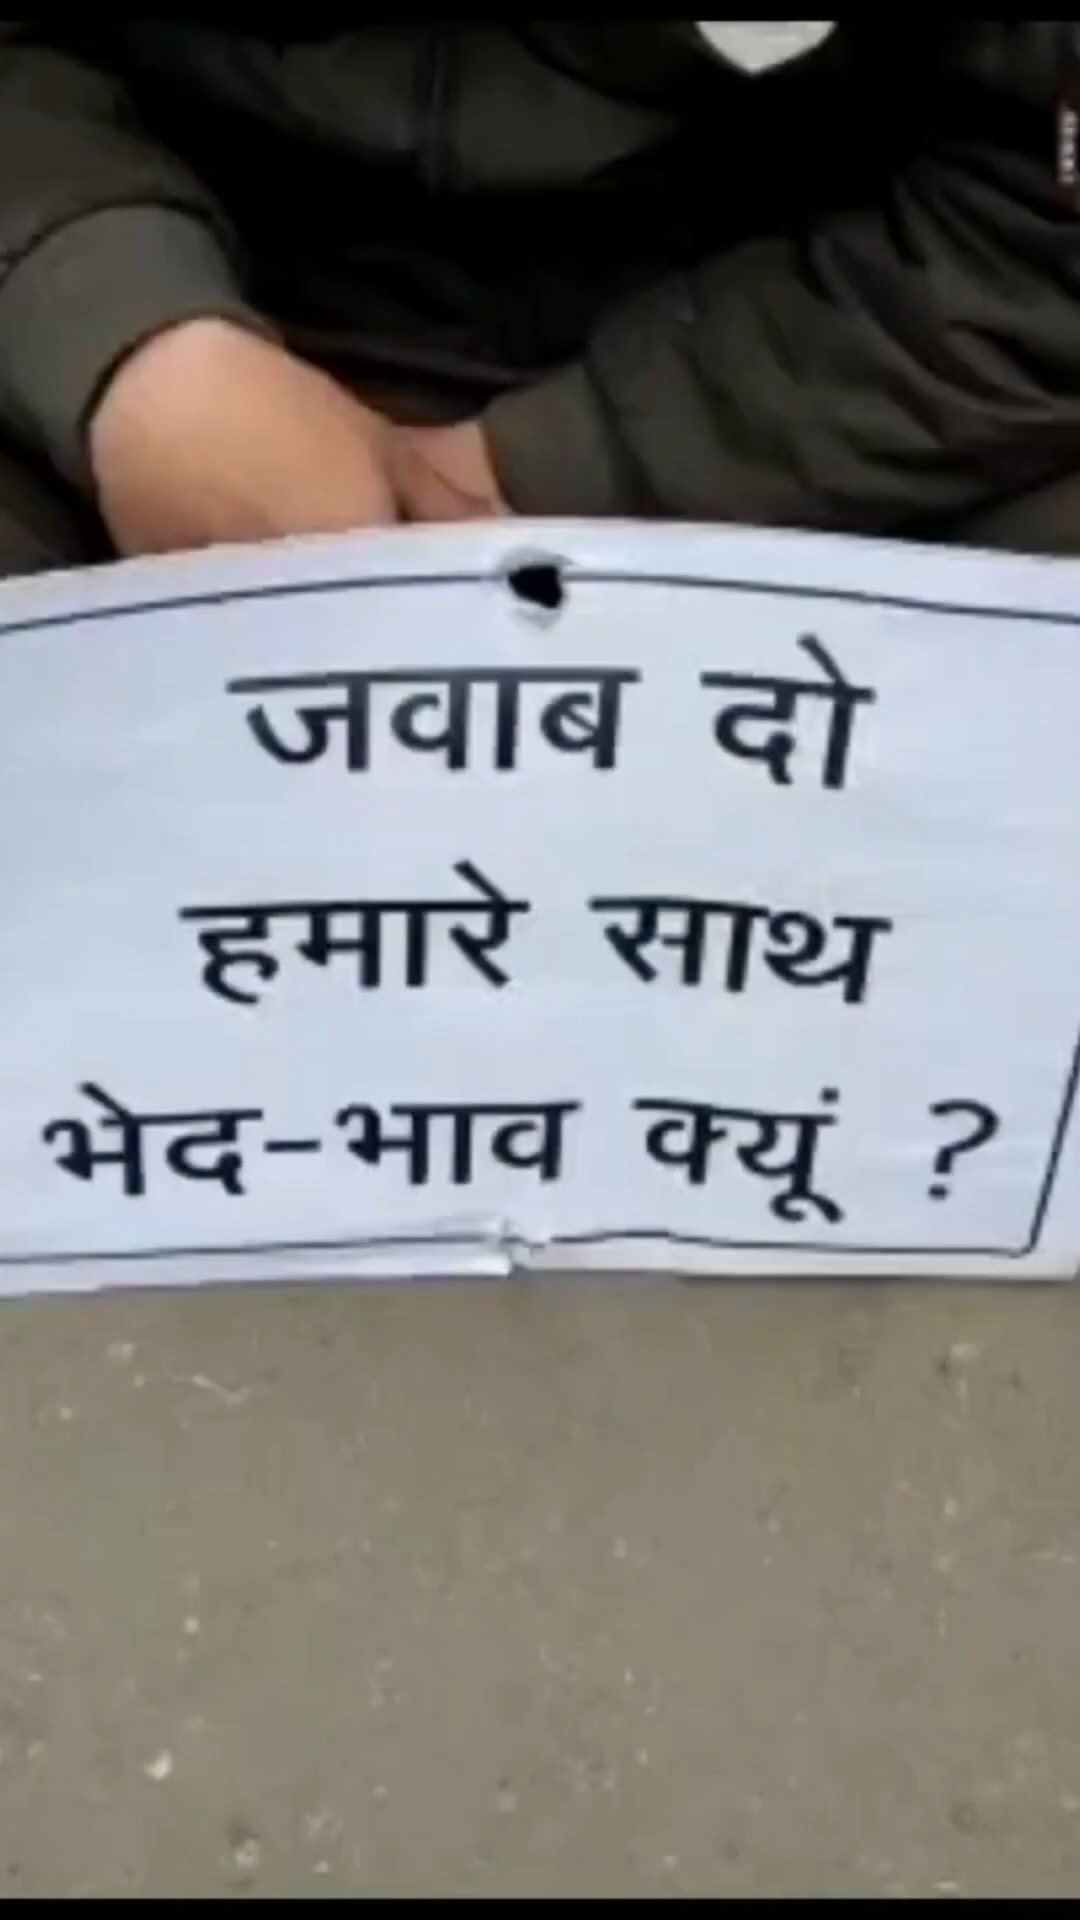 जवाब दो
हमारे साथ
भेद-भाव क्यूं ?